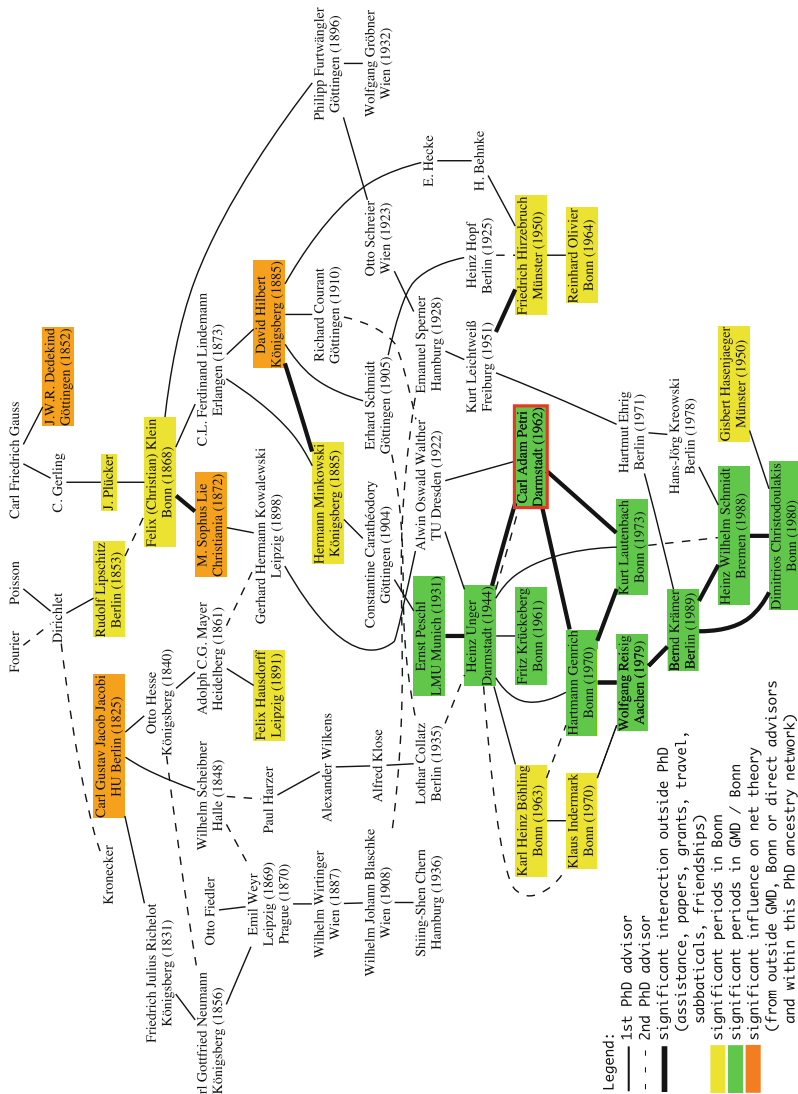 Carl Friedrich Gauss
J.W.R. Dedekind
Göttingen (1852)
C. Gerling
J. Plücker
Poisson
Fourier
Dirichlet
Rudolf Lipschitz
Berlin (1853)
Felix (Christian) Klein
Bonn (1868)
Philipp Furtwängler
Göttingen (1896)
Wolfgang Gröbner
Wien (1932)
C.L. Ferdinand Lindemann
Erlangen (1873)
M. Sophus Lie
Christiania (1872)
David Hilbert
Königsberg (1885)
Carl Gustav Jacob Jacobi
HU Berlin (1825)
Kronecker
Otto Hesse
Königsberg (1840)
Adolph C.G. Mayer
Heidelberg (1861)
Gerhard Hermann Kowalewski
Leipzig (1898)
Felix Hausdorff
Leipzig (1891)
Hermann Minkowski
Königsberg (1885)
Richard Courant
Göttingen (1910)
Friedrich Julius Richelot
Königsberg (1831)
Wilhelm Scheibner
Halle (1848)
Paul Harzer
Otto Fiedler
rl Gottfried Neumann
Königsberg (1856)
Emil Weyr
Leipzig (1869)
Prague (1870)
Alexander Wilkens
Wilhelm Wirtinger
Wien (1887)
Alfred Klose
Wilhelm Johann Blaschke
Wien (1908)
Constantine Carathéodory
Göttingen (1904)
Erhard Schmidt
Göttingen (1905)
Otto Schreier
Wien (1923)
E. Hecke
H. Behnke
Shiing-Shen Chern
Hamburg (1936)
Lothar Collatz
Berlin (1935)
Ernst Peschl
LMU Munich (1931)
Alwin Oswald Walther
TU Dresden (1922)
Emanuel Sperner
Hamburg (1928)
Heinz Hopf
Berlin (1925)
Heinz Unger
Darmstadt (1944)
Kurt Leichtweiß
Freiburg (1951)
Friedrich Hirzebruch
Münster (1950)
Fritz Krückeberg
Bonn (1961)
Carl Adam Petri
Darmstadt (1962)
Reinhard Olivier
Bonn (1964)
Karl Heinz Böhling
Bonn (1963)
Hartmann Genrich
Bonn (1970)
Klaus Indermark
Bonn (1970)
Wolfgang Reisig
Aachen (1979)
Kurt Lautenbach
Bonn (1973)
Hartmut Ehrig
Berlin (1971)
Bernd Krämer
Berlin (1989)
Hans-Jörg Kreowski
Berlin (1978)
Heinz Wilhelm Schmidt
Bremen (1988)
Gisbert Hasenjaeger
Münster (1950)
Dimitrios Christodoulakis
Bonn (1980)
Legend:
1st PhD advisor
2nd PhD advisor
significant interaction outside PhD
(assistance, papers, grants, travel,
sabbaticals, friendships)
significant periods in Bonn
significant periods in GMD / Bonn
significant influence on net theory
(from outside GMD, Bonn or direct advisors
and within this PhD ancestry network)